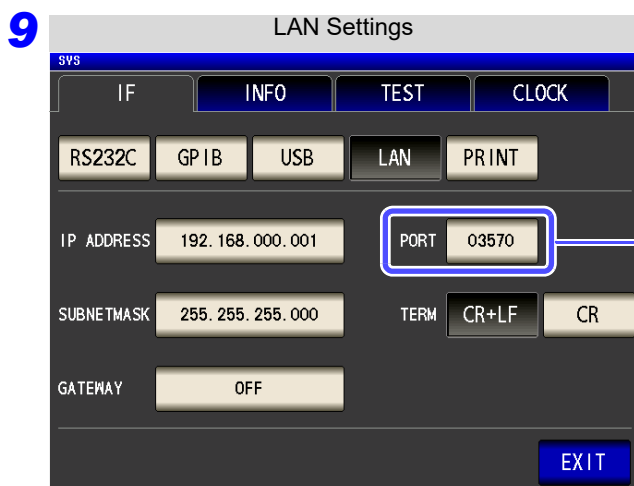 9
LAN Settings
SYS
IF INFO TEST CLOCK
RS232C GPIB USB LAN PRINT
IP ADDRESS 192.168.000.001 PORT 03570
SUBNETMASK 255.255.255.000 TERM CR+LF CR
GATEWAY OFF
EXIT